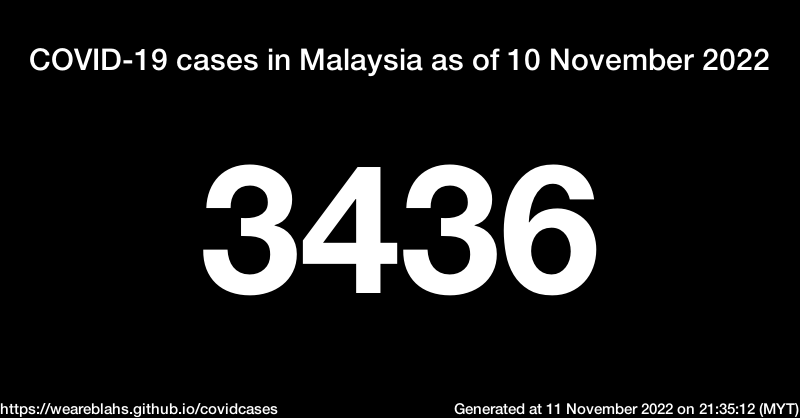 COVID-19 cases in Malaysia as of 10 November 2022
3436
https://weareblahs.github.io/covidcases
Generated at 11 November 2022 on 21:35:12 (MYT)